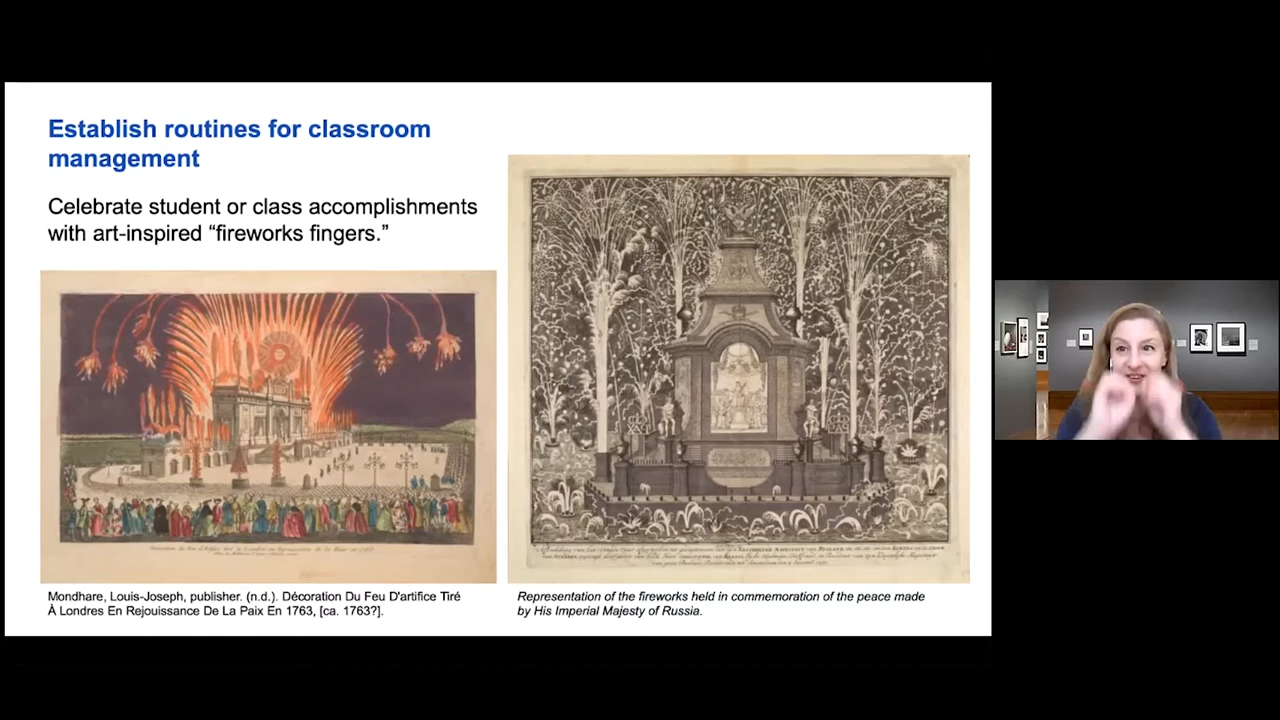 Establish routines for classroom
management
Celebrate student or class accomplishments
with art-inspired “fireworks fingers.”
Mondhare, Louis-Joseph, publisher. (n.d.). Décoration Du Feu D'artifice Tiré
À Londres En Rejouissance De La Paix En 1763, [ca. 1763?].
Representation of the fireworks held in commemoration of the peace made
by His Imperial Majesty of Russia.